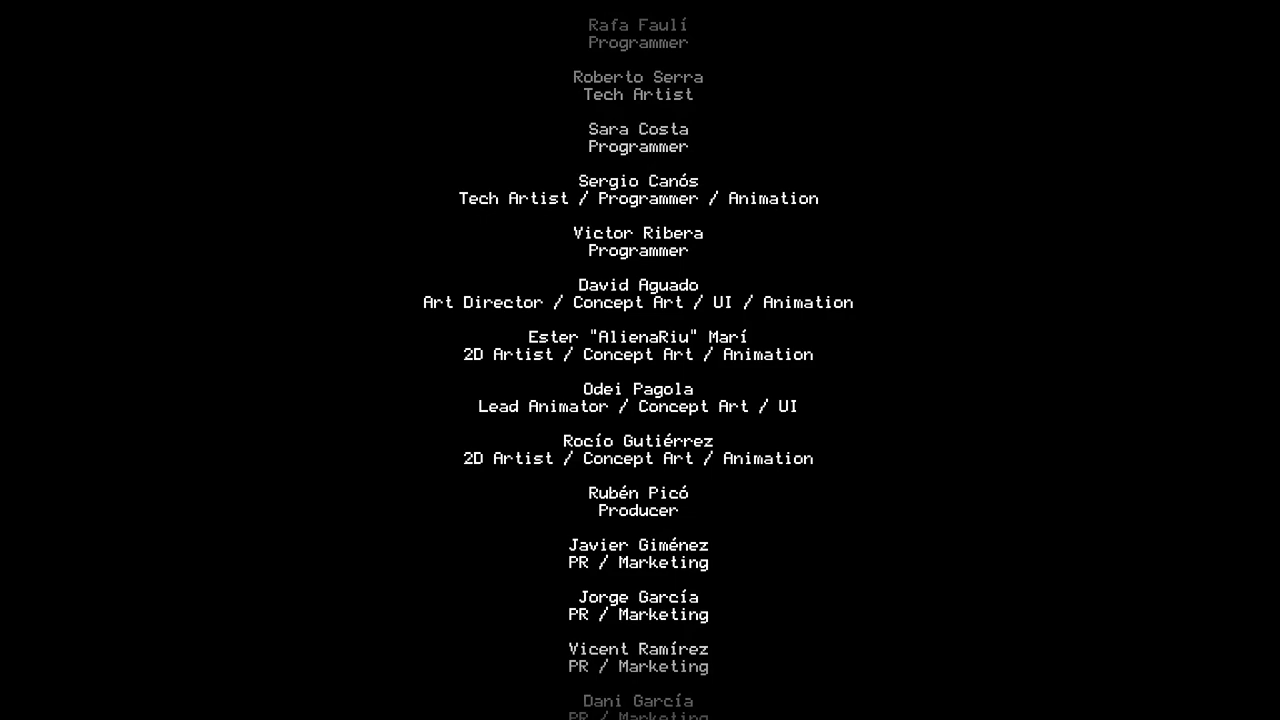 Rafa Faulí
Programmer
Roberto Serra
Tech Artist
Sara Costa
Programmer
Sergio Canós
Tech Artist / Programmer / Animation
Victor Ribera
Programmer
David Aguado
Art Director / Concept Art / UI / Animation
Ester "AlienaRiu" Marí
2D Artist / Concept Art / Animation
Odei Pagola
Lead Animator / Concept Art / UI
Rocío Gutiérrez
2D Artist / Concept Art / Animation
Rubén Picó
Producer
Javier Giménez
PR / Marketing
Jorge García
PR / Marketing
Vicent Ramírez
PR / Marketing
Dani García
PR / Marketing